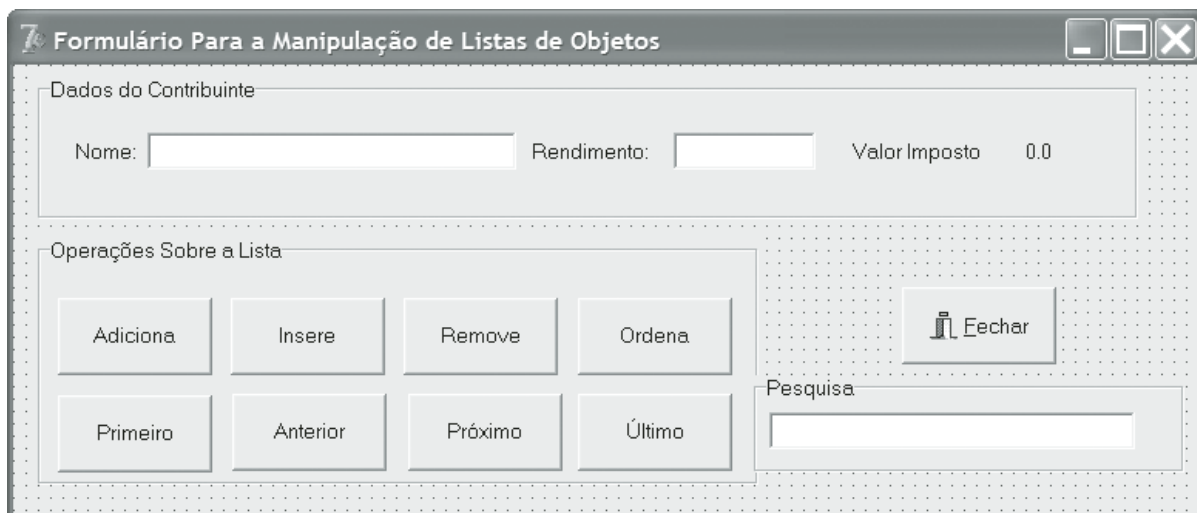 Formulário Para a Manipulação de Listas de Objetos
Dados do Contribuinte
Nome: Rendimento: Valor Imposto 0.0
Operações Sobre a Lista
Adiciona Insere Remove Ordena
Fechar
Primeiro Anterior Próximo Último
Pesquisa